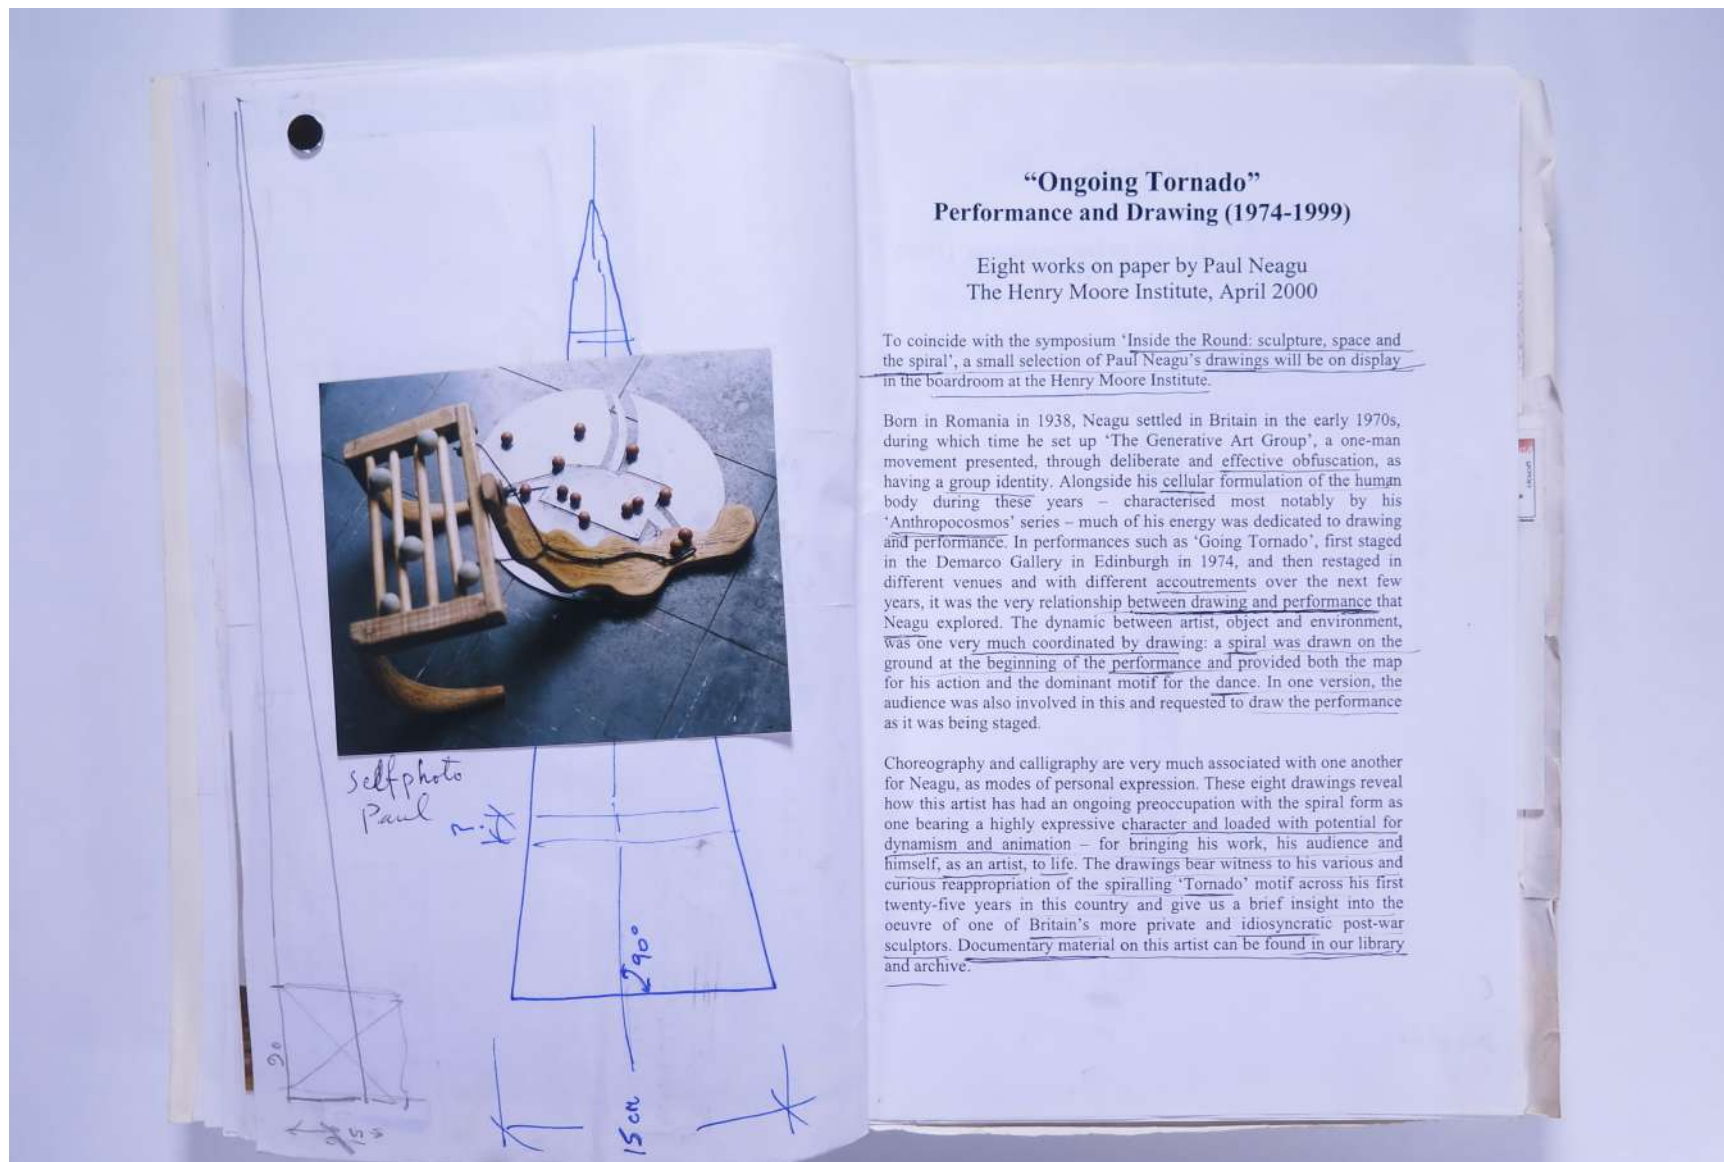 selfphoto
Paul
90°
15 cm
90
"Ongoing Tornado"
Performance and Drawing (1974-1999)
Eight works on paper by Paul Neagu
The Henry Moore Institute, April 2000
To coincide with the symposium 'Inside the Round: sculpture, space and
the spiral', a small selection of Paul Neagu's drawings will be on display
in the boardroom at the Henry Moore Institute.
Born in Romania in 1938, Neagu settled in Britain in the early 1970s,
during which time he set up 'The Generative Art Group', a one-man
movement presented, through deliberate and effective obfuscation, as
having a group identity. Alongside his cellular formulation of the human
body during these years – characterised most notably by his
'Anthropocosmos' series – much of his energy was dedicated to drawing
and performance. In performances such as 'Going Tornado', first staged
in the Demarco Gallery in Edinburgh in 1974, and then restaged in
different venues and with different accoutrements over the next few
years, it was the very relationship between drawing and performance that
Neagu explored. The dynamic between artist, object and environment,
was one very much coordinated by drawing: a spiral was drawn on the
ground at the beginning of the performance and provided both the map
for his action and the dominant motif for the dance. In one version, the
audience was also involved in this and requested to draw the performance
as it was being staged.
Choreography and calligraphy are very much associated with one another
for Neagu, as modes of personal expression. These eight drawings reveal
how this artist has had an ongoing preoccupation with the spiral form as
one bearing a highly expressive character and loaded with potential for
dynamism and animation – for bringing his work, his audience and
himself, as an artist, to life. The drawings bear witness to his various and
curious reappropriation of the spiralling 'Tornado' motif across his first
twenty-five years in this country and give us a brief insight into the
oeuvre of one of Britain's more private and idiosyncratic post-war
sculptors. Documentary material on this artist can be found in our library
and archive.